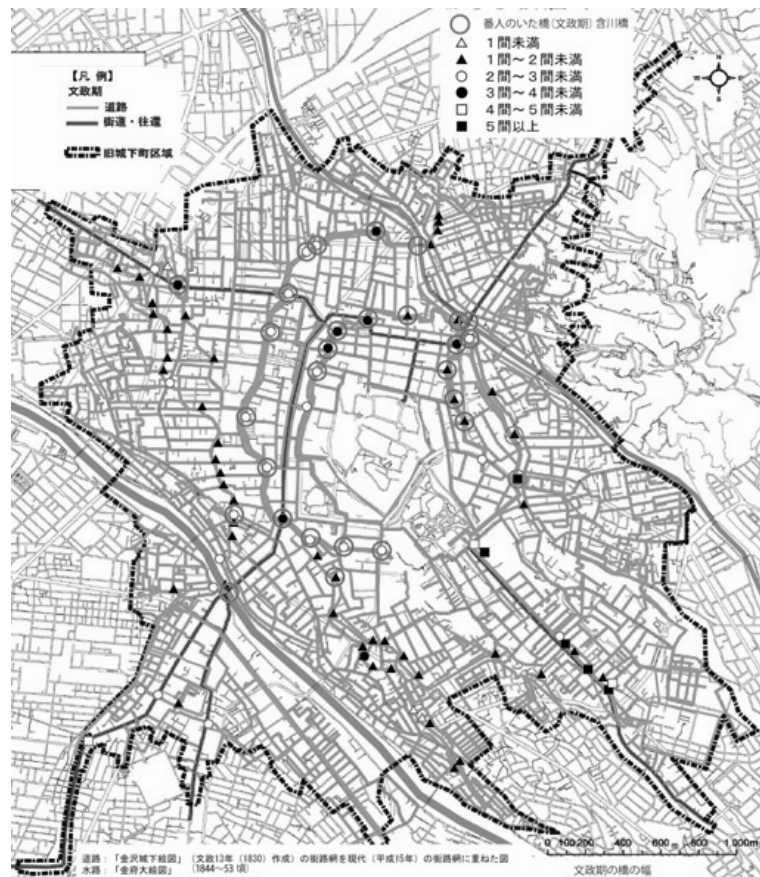 番人のいた橋(文政期)含川橋
1間未満
1間～2間未満
2間～3間未満
3間～4間未満
4間～5間未満
5間以上
【凡 例】
文政期
道路
街道・往還
旧城下町区域
N
W
E
S
0 100 200 400 600 800 1,000m
道路：「金沢城下絵図」（文政13年（1830）作成）の街路網を現代（平成15年）の街路網に重ねた図
水路：「金府大絵図」（1844～53 頃）
文政期の橋の幅